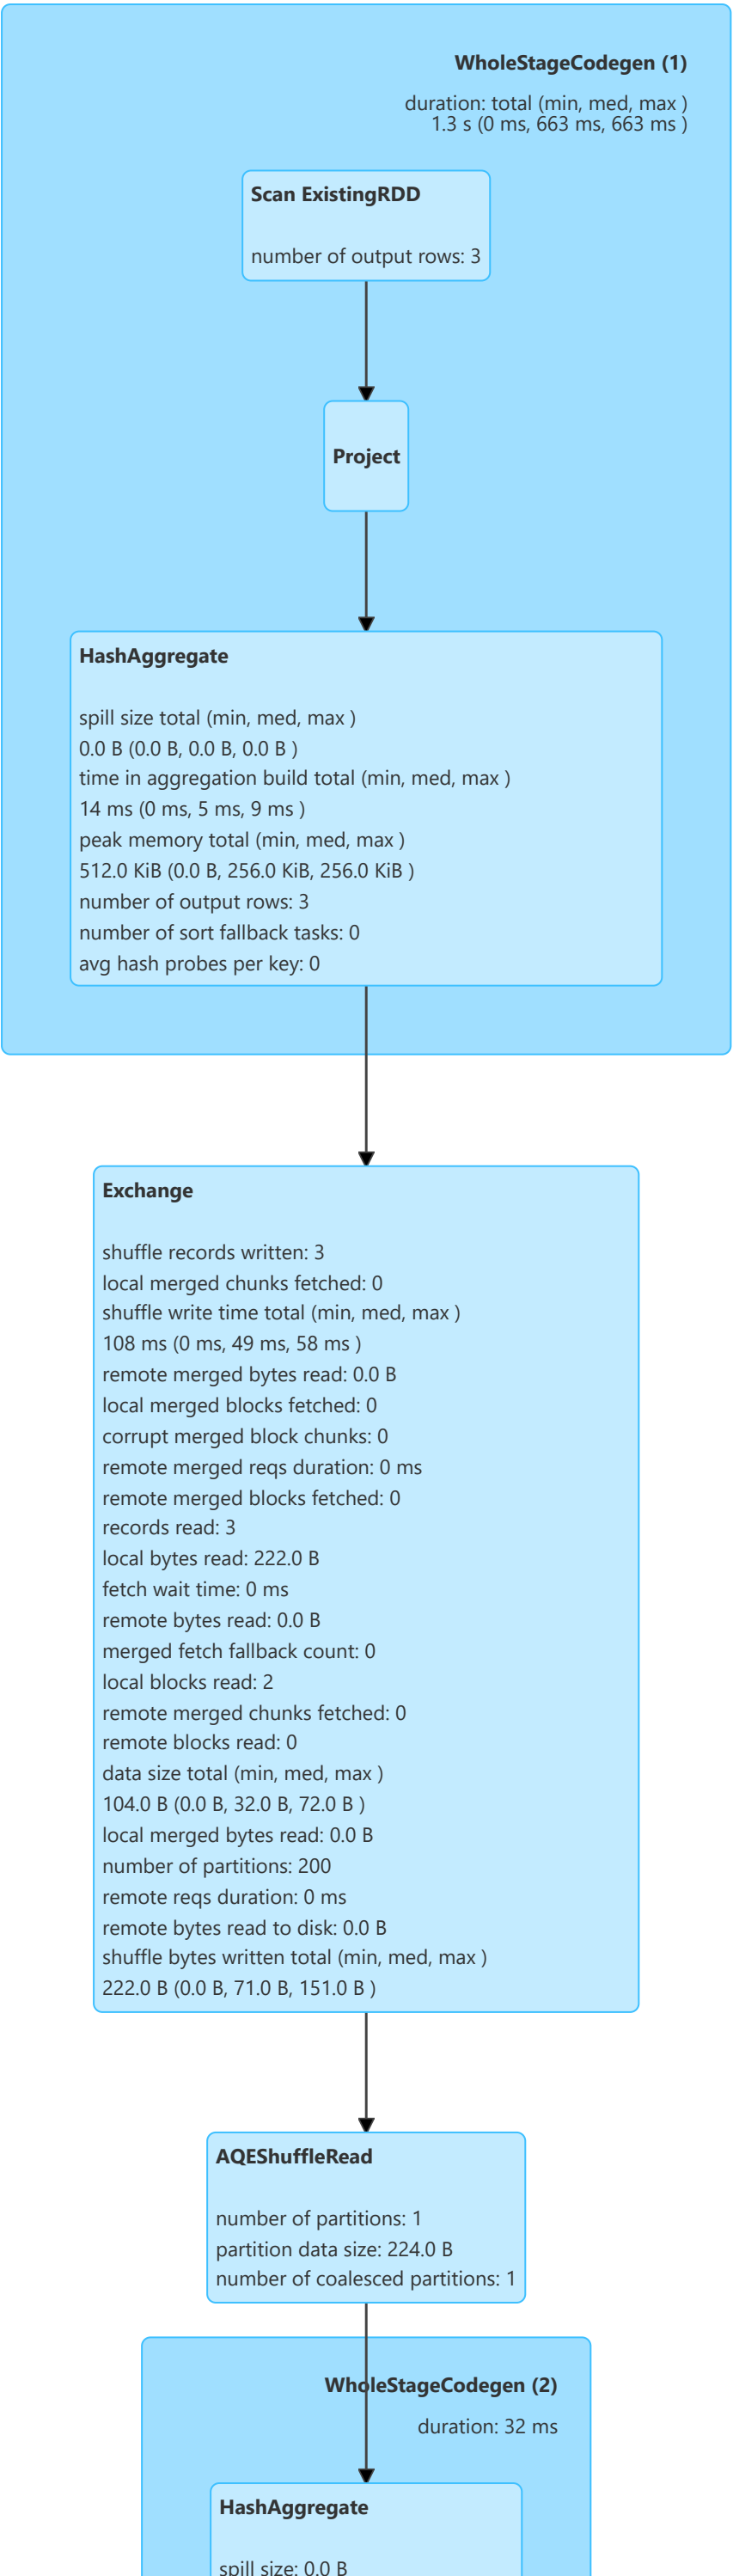 WholeStageCodegen (1)
duration: total (min, med, max )
1.3 s (0 ms, 663 ms, 663 ms )
Scan ExistingRDD
number of output rows: 3
Project
HashAggregate
spill size total (min, med, max )
0.0 B (0.0 B, 0.0 B, 0.0 B )
time in aggregation build total (min, med, max )
14 ms (0 ms, 5 ms, 9 ms )
peak memory total (min, med, max )
512.0 KiB (0.0 B, 256.0 KiB, 256.0 KiB )
number of output rows: 3
number of sort fallback tasks: 0
avg hash probes per key: 0
Exchange
shuffle records written: 3
local merged chunks fetched: 0
shuffle write time total (min, med, max )
108 ms (0 ms, 49 ms, 58 ms )
remote merged bytes read: 0.0 B
local merged blocks fetched: 0
corrupt merged block chunks: 0
remote merged reqs duration: 0 ms
remote merged blocks fetched: 0
records read: 3
local bytes read: 222.0 B
fetch wait time: 0 ms
remote bytes read: 0.0 B
merged fetch fallback count: 0
local blocks read: 2
remote merged chunks fetched: 0
remote blocks read: 0
data size total (min, med, max )
104.0 B (0.0 B, 32.0 B, 72.0 B )
local merged bytes read: 0.0 B
number of partitions: 200
remote reqs duration: 0 ms
remote bytes read to disk: 0.0 B
shuffle bytes written total (min, med, max )
222.0 B (0.0 B, 71.0 B, 151.0 B )
AQEShuffleRead
number of partitions: 1
partition data size: 224.0 B
number of coalesced partitions: 1
WholeStageCodegen (2)
duration: 32 ms
HashAggregate
spill size: 0.0 B